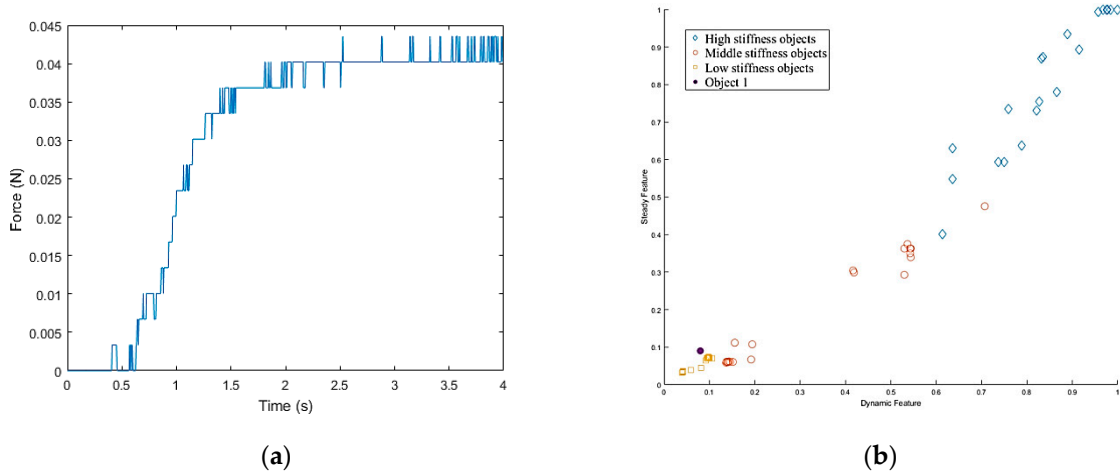 0.045
0.04
0.035
0.03
0.025
0.02
0.015
0.01
0.005
0
Force (N)
0 0.5 1 1.5 2 2.5 3 3.5 4
Time (s)
(a)
High stiffness objects
Middle stiffness objects
Low stiffness objects
Object 1
1
0.9
0.8
0.7
0.6
0.5
0.4
0.3
0.2
0.1
0
Steady Feature
0 0.1 0.2 0.3 0.4 0.5 0.6 0.7 0.8 0.9 1
Dynamic Feature
(b)